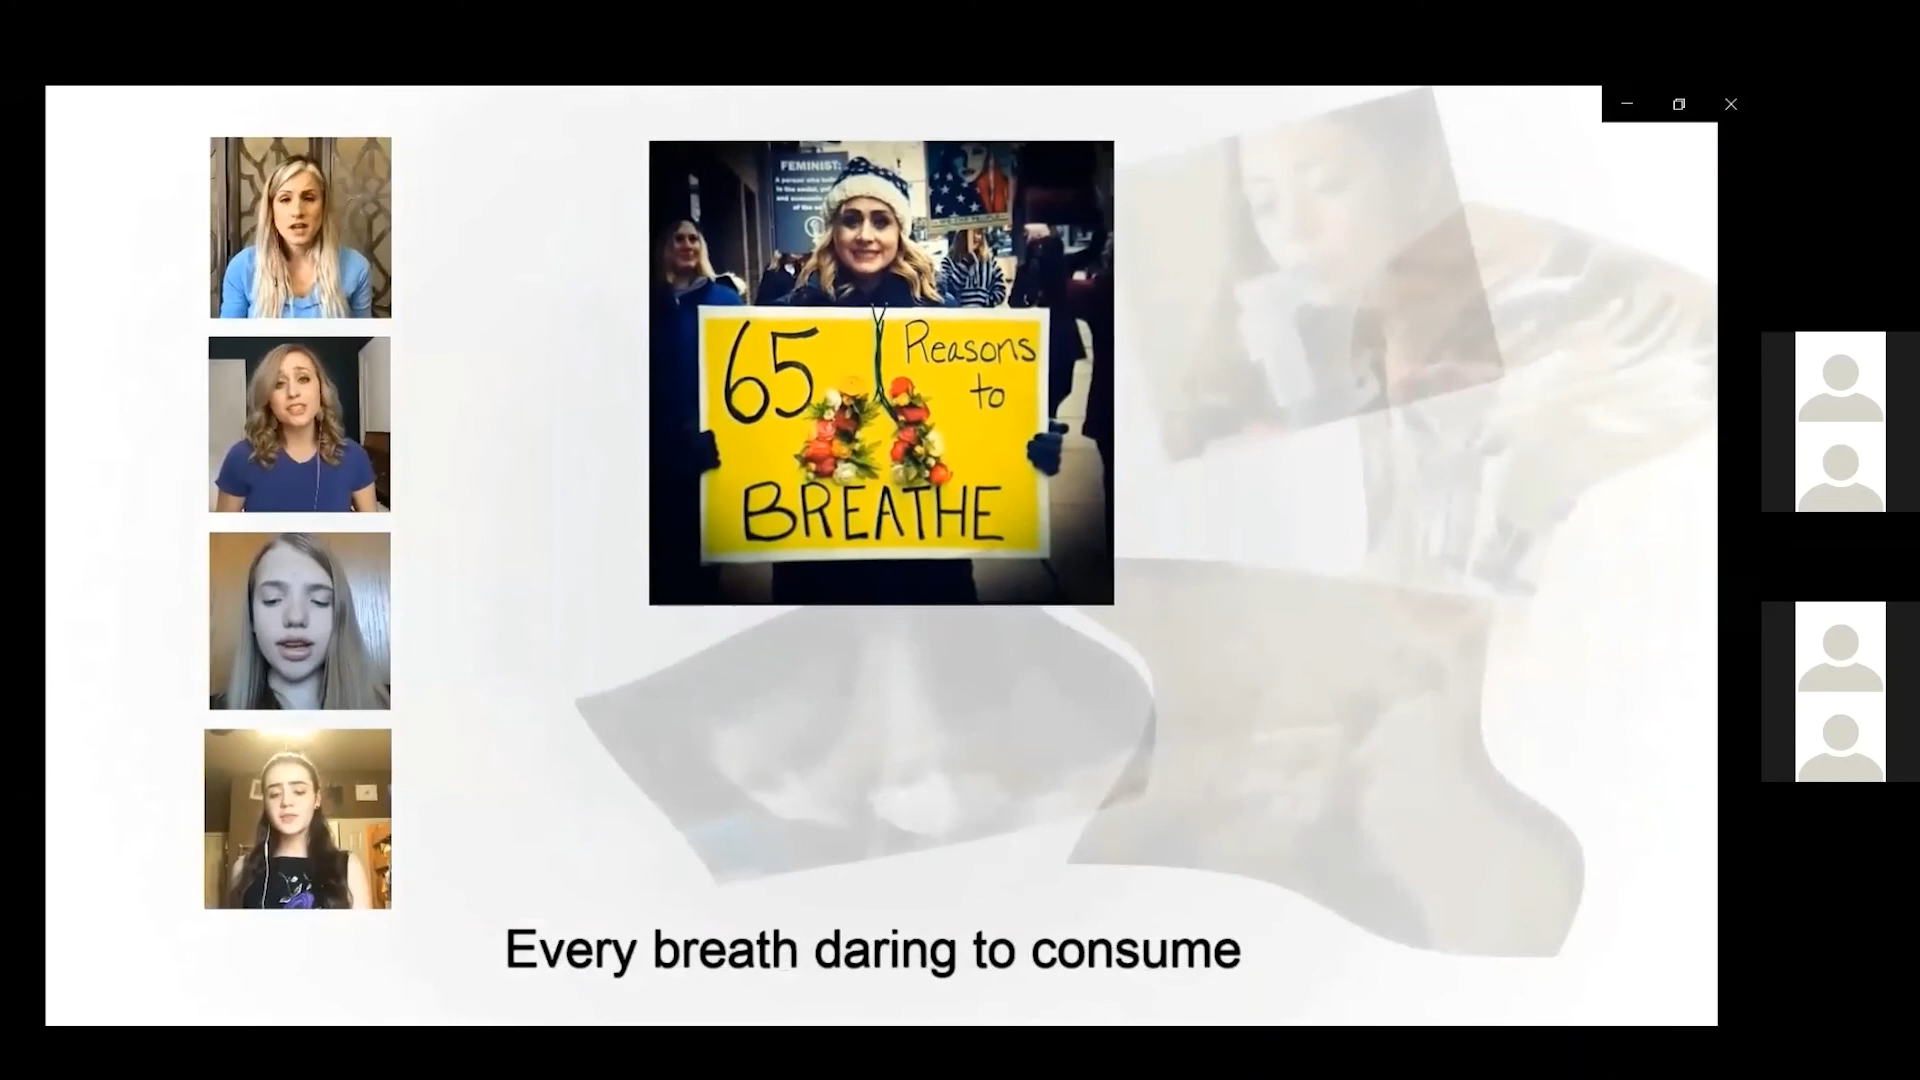 FEMINIST:
65 Reasons
to
BREATHE
Every breath daring to consume